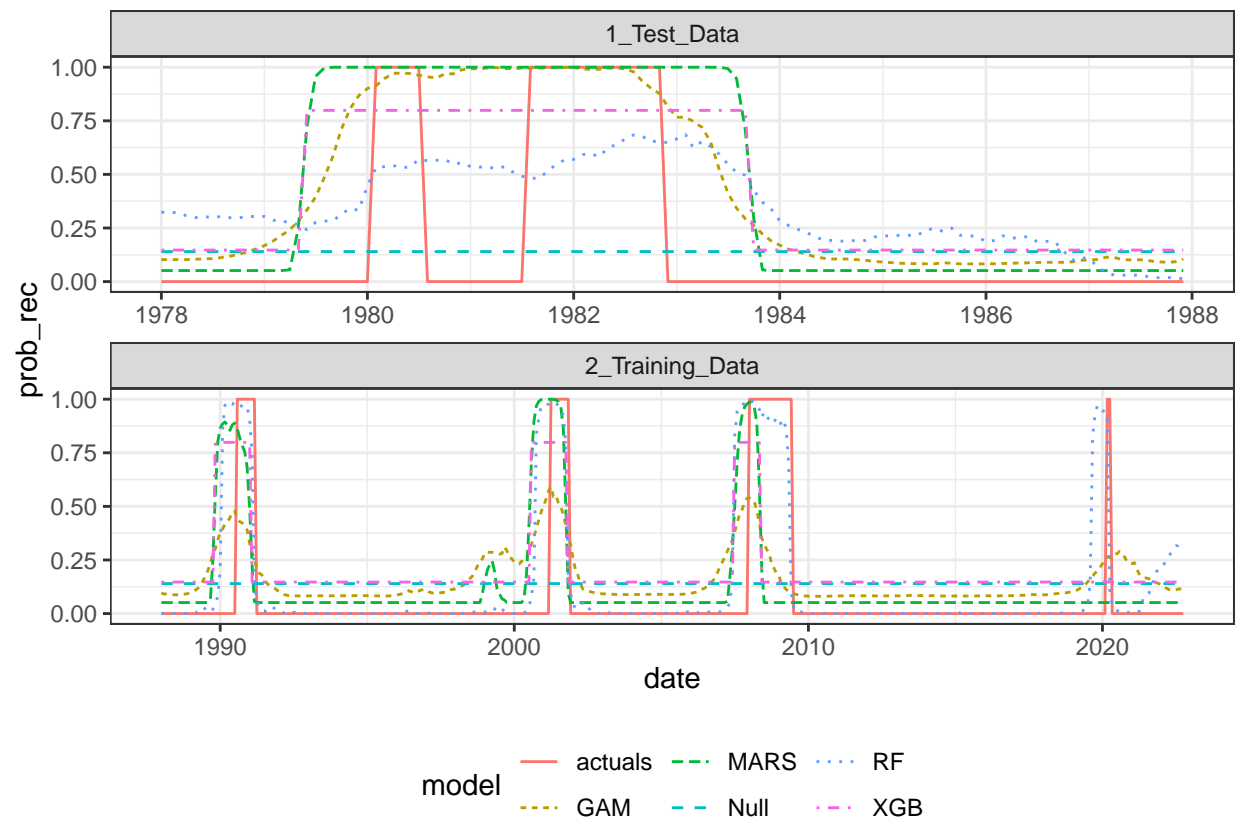 1_Test_Data
1.00
0.75
0.50
0.25
0.00
1978 1980 1982 1984 1986 1988
prob_rec
2_Training_Data
1.00
0.75
0.50
0.25
0.00
1990 2000 2010 2020
date
model
actuals MARS RF
GAM Null XGB